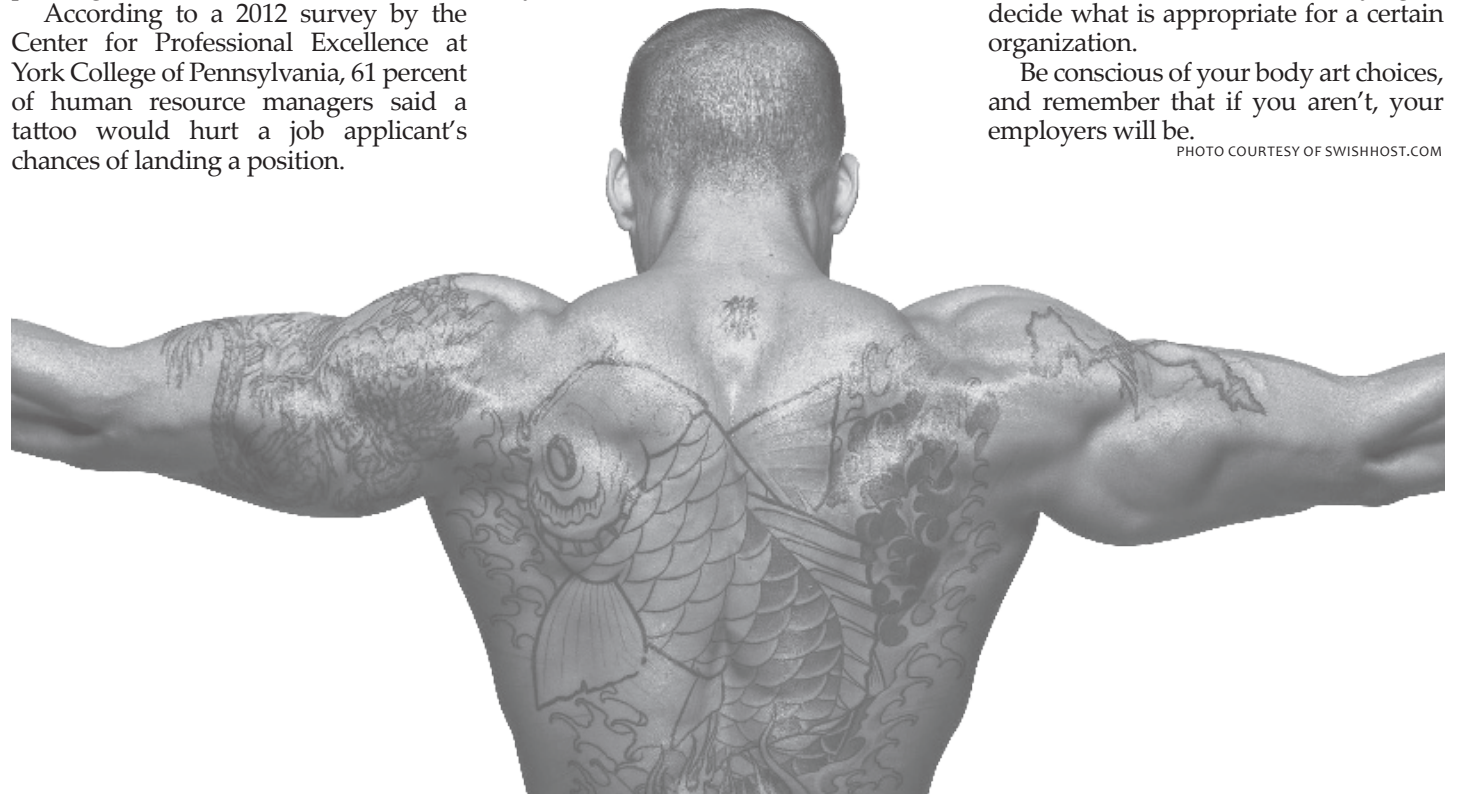 According to a 2012 survey by the
Center for Professional Excellence at
York College of Pennsylvania, 61 percent
of human resource managers said a
tattoo would hurt a job applicant's
chances of landing a position.
decide what is appropriate for a certain
organization.
Be conscious of your body art choices,
and remember that if you aren't, your
employers will be.
PHOTO COURTESY OF SWISHHOST.COM